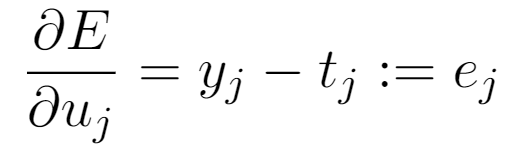 ∂E/∂u_j = y_j − t_j := e_j